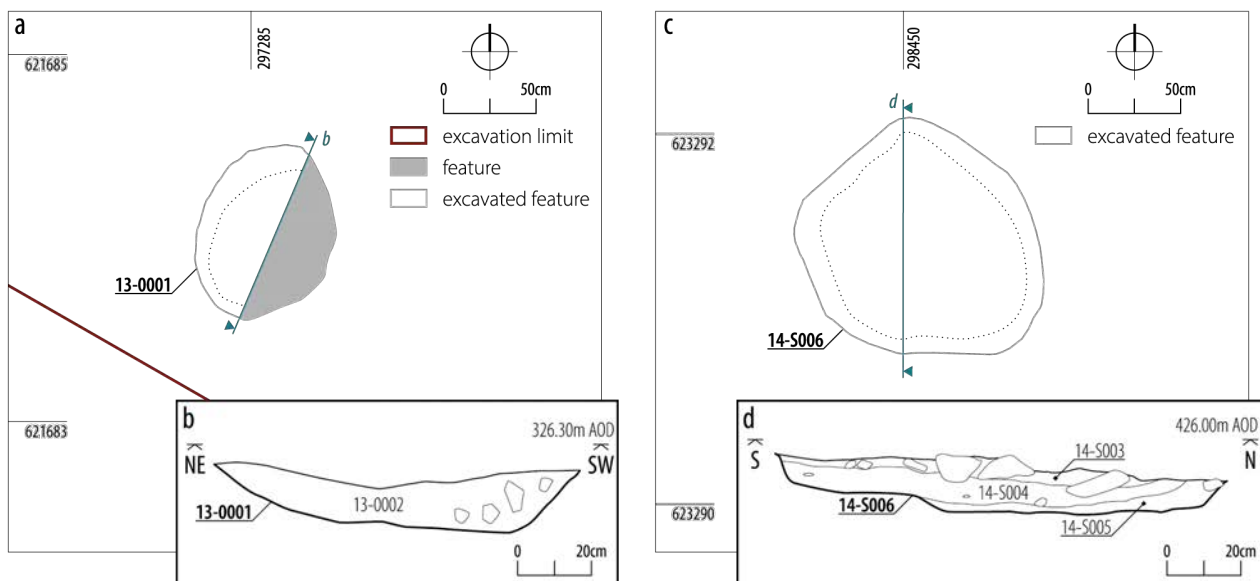 a
297285
621685
0 50cm
excavation limit
feature
excavated feature
b
13-0001
621683
b
326.30m AOD
NE SW
13-0002
13-0001
0 20cm
c
298450
0 50cm
d
623292
excavated feature
14-S006
623290
d
426.00m AOD
S N
14-S003
14-S004
14-S006
14-S005
0 20cm